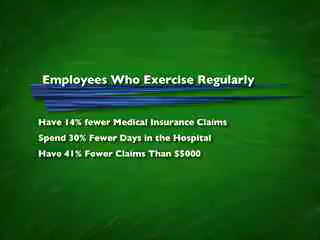 Employees Who Exercise Regularly
Have 14% fewer Medical Insurance Claims
Spend 30% Fewer Days in the Hospital
Have 41% Fewer Claims Than $5000